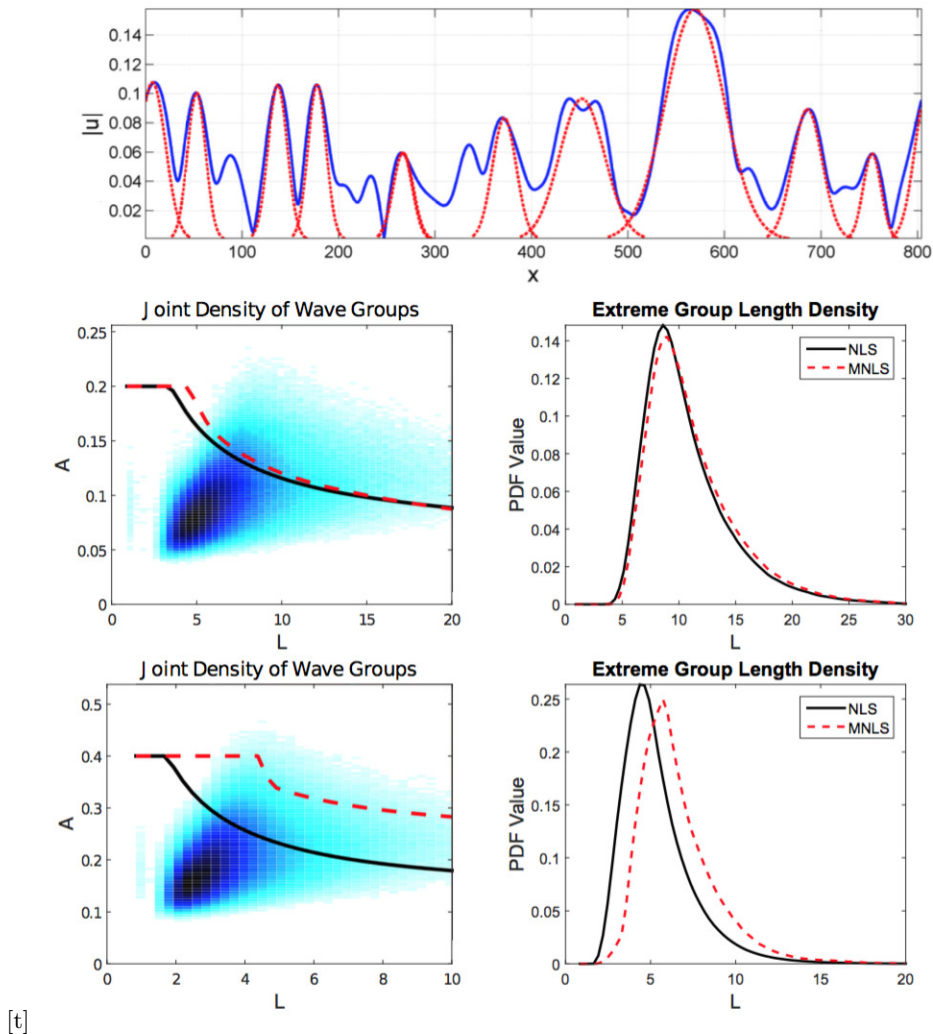 0.14
0.12
0.1
0.08
0.06
0.04
0.02
|u|
0 100 200 300 400 500 600 700 800
x
Joint Density of Wave Groups
0.25
0.2
0.15
0.1
0.05
0
A
0 5 10 15 20
L
Extreme Group Length Density
NLS
MNLS
0.14
0.12
0.1
0.08
0.06
0.04
0.02
0
PDF Value
0 5 10 15 20 25 30
L
Joint Density of Wave Groups
0.5
0.4
0.3
0.2
0.1
0
A
0 2 4 6 8 10
L
Extreme Group Length Density
NLS
MNLS
0.25
0.2
0.15
0.1
0.05
0
PDF Value
0 5 10 15 20
L
[t]